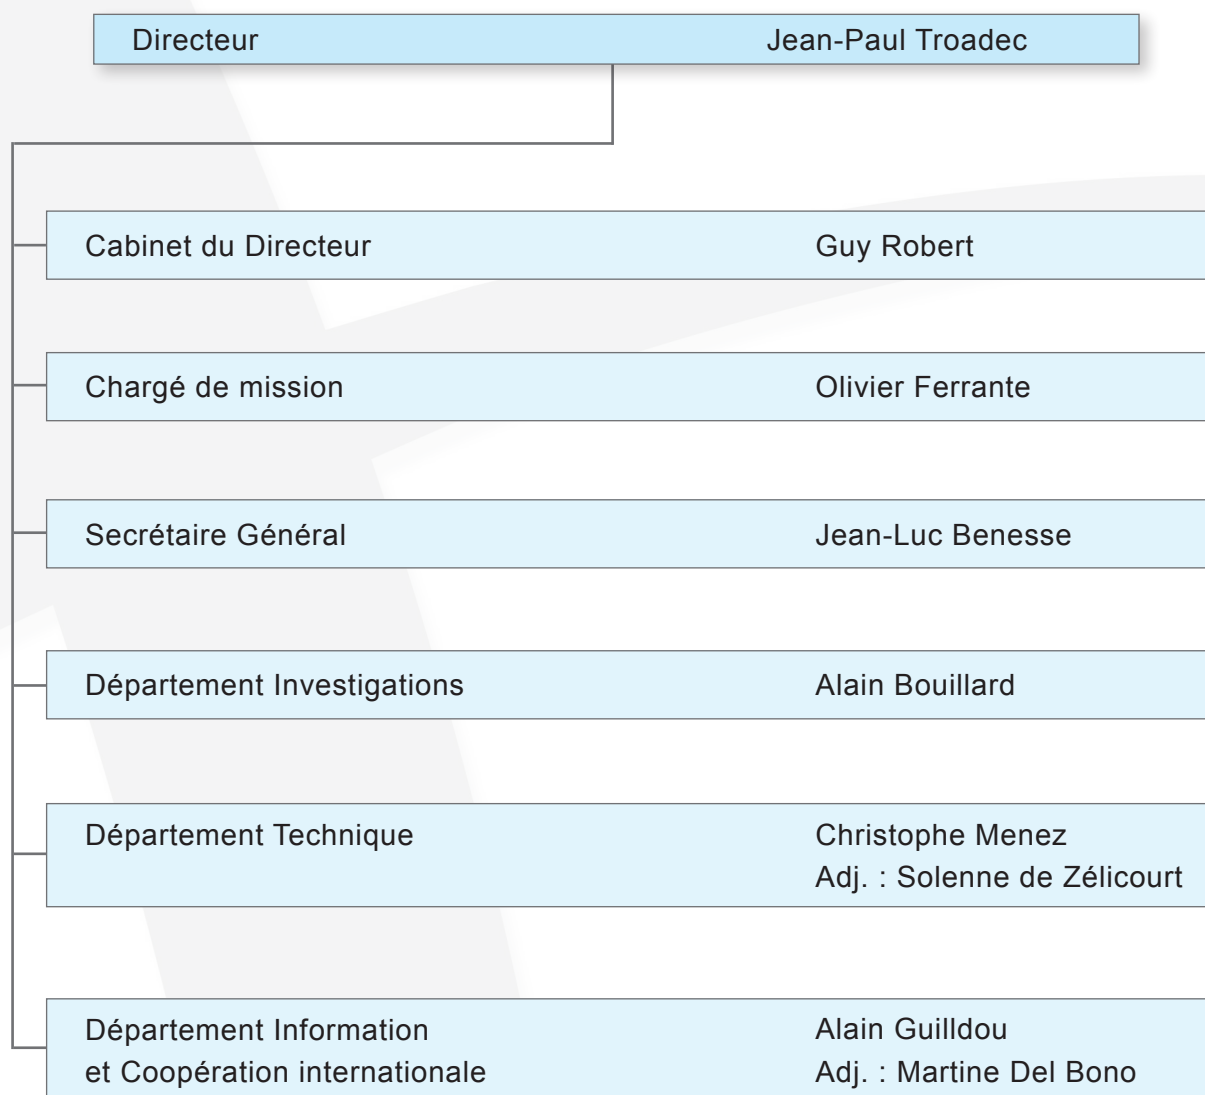 Directeur Jean-Paul Troadec
Cabinet du Directeur Guy Robert
Chargé de mission Olivier Ferrante
Secrétaire Général Jean-Luc Benesse
Département Investigations Alain Bouillard
Département Technique Christophe Menez
Adj. : Solenne de Zélicourt
Département Information Alain Guilldou
et Coopération internationale Adj. : Martine Del Bono